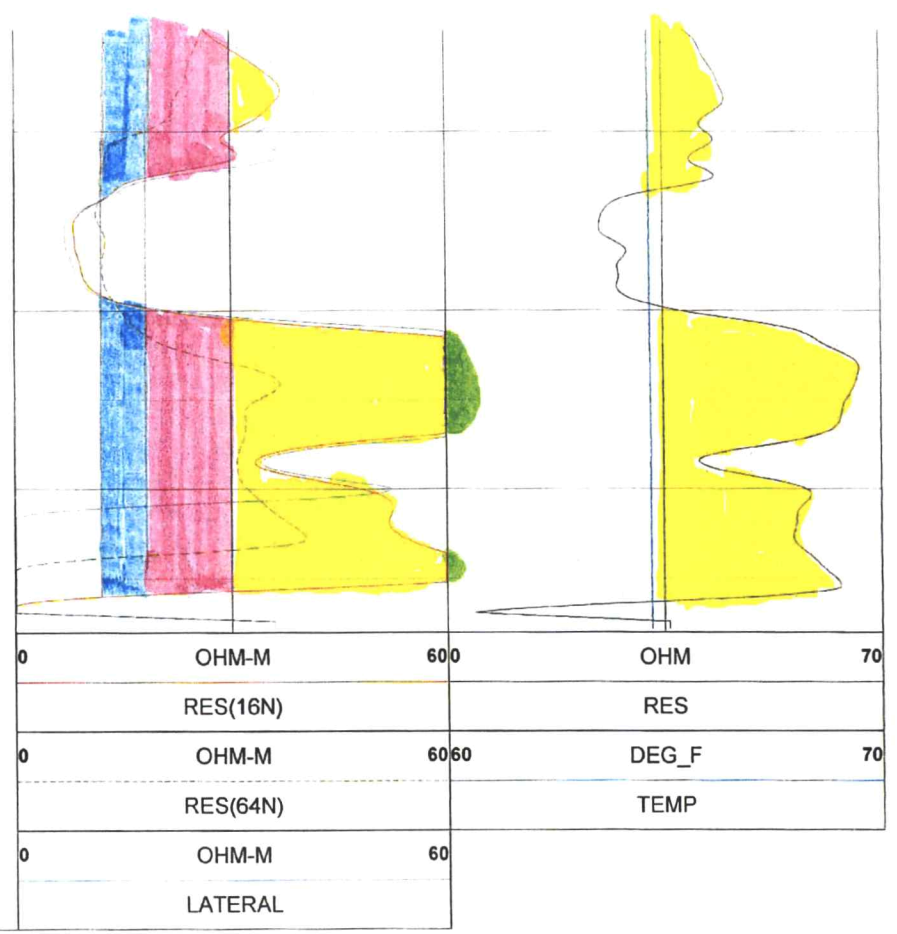 0 OHM-M 60 0 OHM 70
RES(16N) RES
0 OHM-M 60 60 DEG_F 70
RES(64N) TEMP
0 OHM-M 60
LATERAL